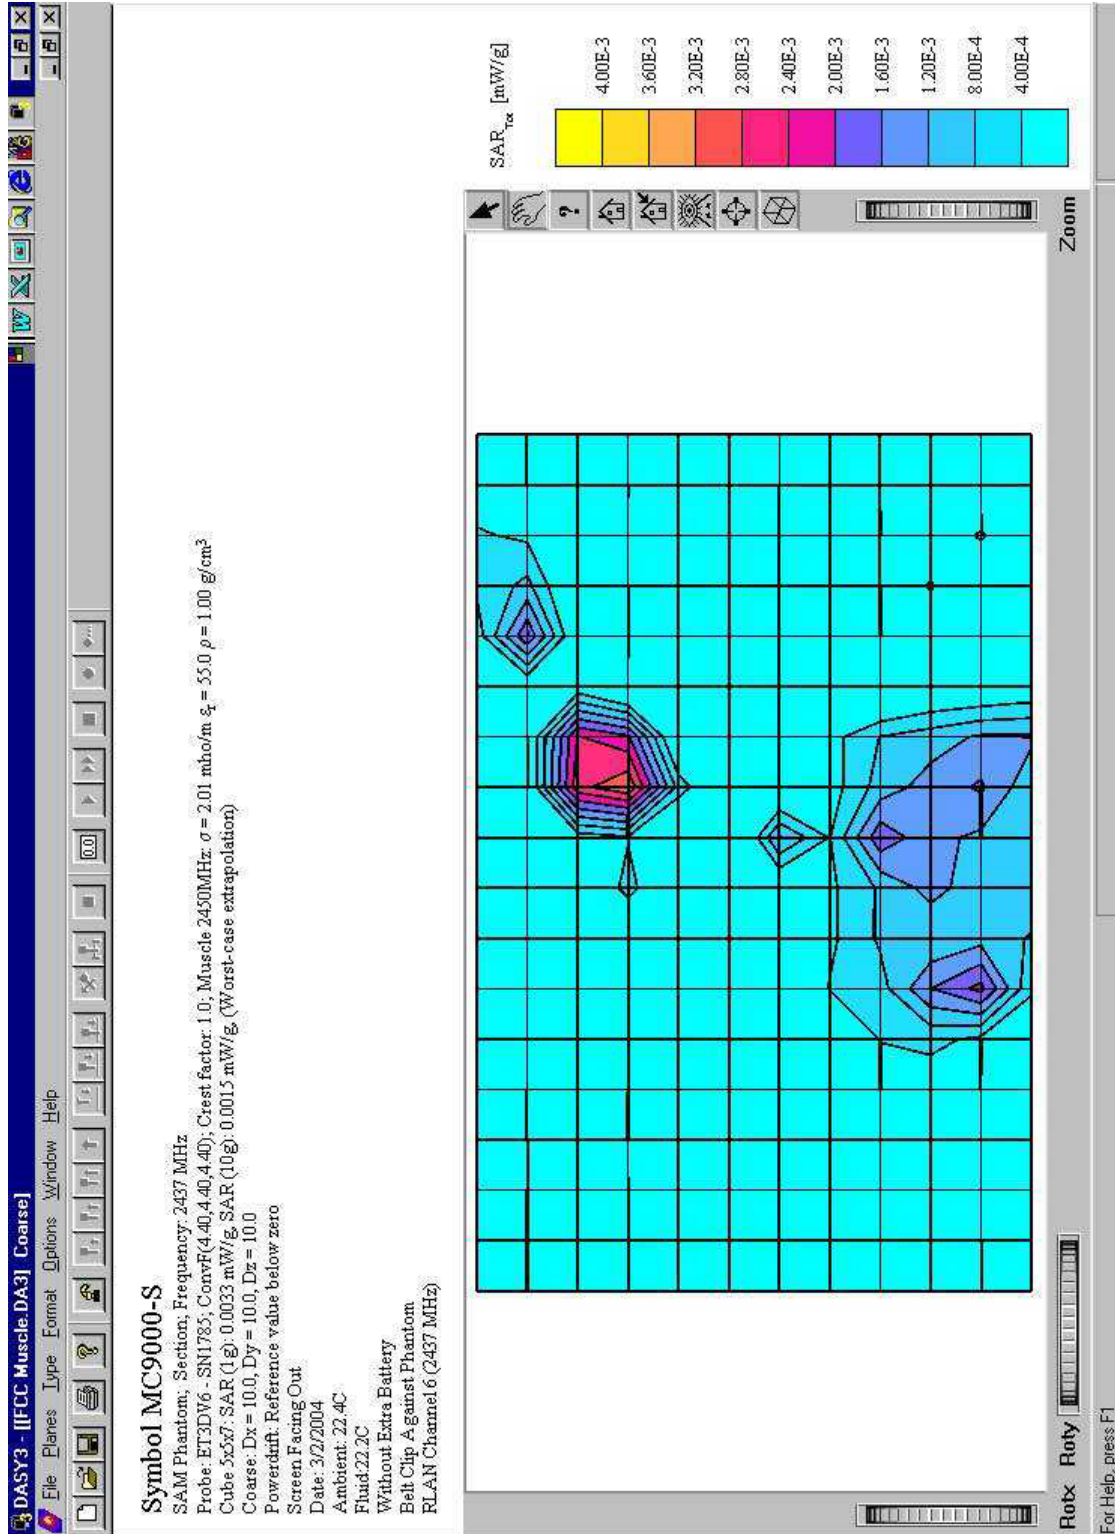 DASY3 - [[FCC Muscle.DA3] Coarse]
File Planes Type Format Options Window Help
Symbol MC9000-S
SAM Phantom; Section; Frequency: 2437 MHz
Probe: ET3DV6 - SN1785; ConvF(4.40,4.40,4.40); Crest factor: 1.0; Muscle 2450MHz: σ = 2.01 mho/m εr = 55.0 ρ = 1.00 g/cm³
Cube 5x5x7: SAR (1g): 0.0033 mW/g, SAR (10g): 0.0015 mW/g, (Worst-case extrapolation)
Coarse: Dx = 10.0, Dy = 10.0, Dz = 10.0
Powerdrift: Reference value below zero
Screen Facing Out
Date: 3/2/2004
Ambient: 22.4C
Fluid:22.2C
Without Extra Battery
Belt Clip Against Phantom
RLAN Channel 6 (2437 MHz)
SARTot [mW/g]
4.00E-3
3.60E-3
3.20E-3
2.80E-3
2.40E-3
2.00E-3
1.60E-3
1.20E-3
8.00E-4
4.00E-4
Rotx Roty Zoom
For Help, press F1